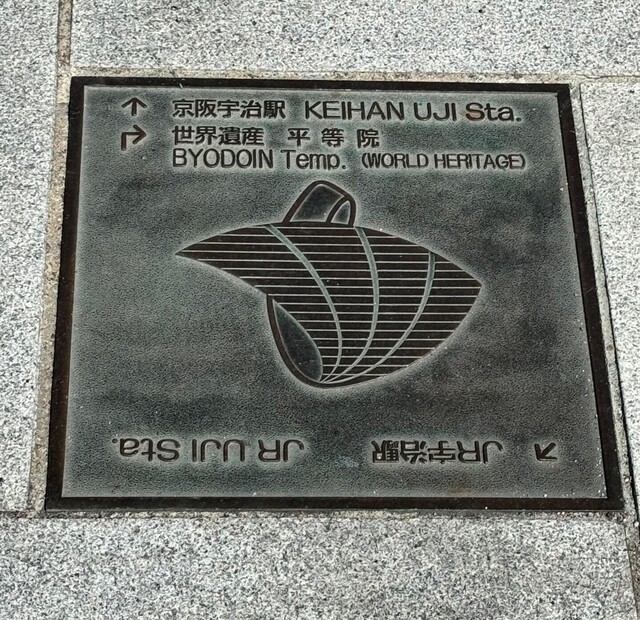 ↑ 京阪宇治駅 KEIHAN UJI Sta.
↱ 世界遺産 平等院
BYODOIN Temp. (WORLD HERITAGE)
↖ JR宇治駅 JR UJI Sta.